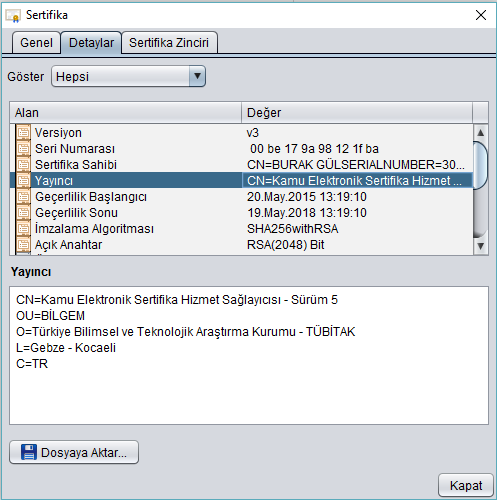 Sertifika
Genel Detaylar Sertifika Zinciri
Göster Hepsi
Alan Değer
Versiyon v3
Seri Numarası 00 be 17 9a 98 12 1f ba
Sertifika Sahibi CN=BURAK GÜLSERIALNUMBER=30...
Yayıncı CN=Kamu Elektronik Sertifika Hizmet ...
Geçerlilik Başlangıcı 20.May.2015 13:19:10
Geçerlilik Sonu 19.May.2018 13:19:10
İmzalama Algoritması SHA256withRSA
Açık Anahtar RSA(2048) Bit
Yayıncı
CN=Kamu Elektronik Sertifika Hizmet Sağlayıcısı - Sürüm 5
OU=BİLGEM
O=Türkiye Bilimsel ve Teknolojik Araştırma Kurumu - TÜBİTAK
L=Gebze - Kocaeli
C=TR
Dosyaya Aktar...
Kapat